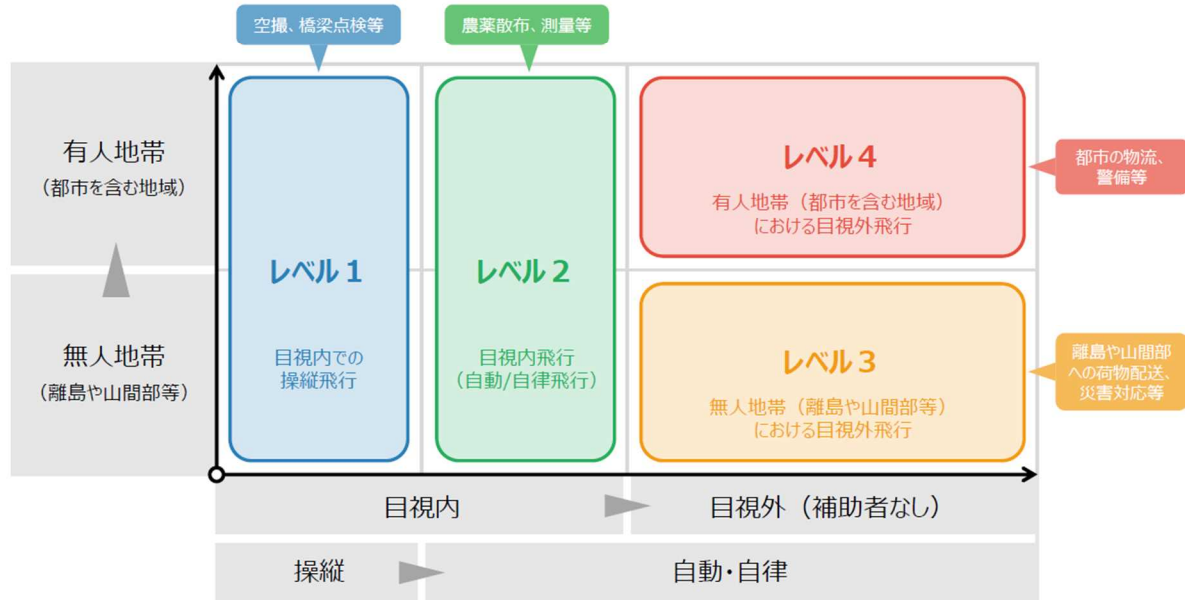 空撮、橋梁点検等
農薬散布、測量等
有人地帯
（都市を含む地域）
無人地帯
（離島や山間部等）
レベル１
目視内での
操縦飛行
レベル２
目視内飛行
（自動/自律飛行）
レベル４
有人地帯（都市を含む地域）
における目視外飛行
都市の物流、
警備等
レベル３
無人地帯（離島や山間部等）
における目視外飛行
離島や山間部
への荷物配送、
災害対応等
目視内
目視外（補助者なし）
操縦
自動・自律